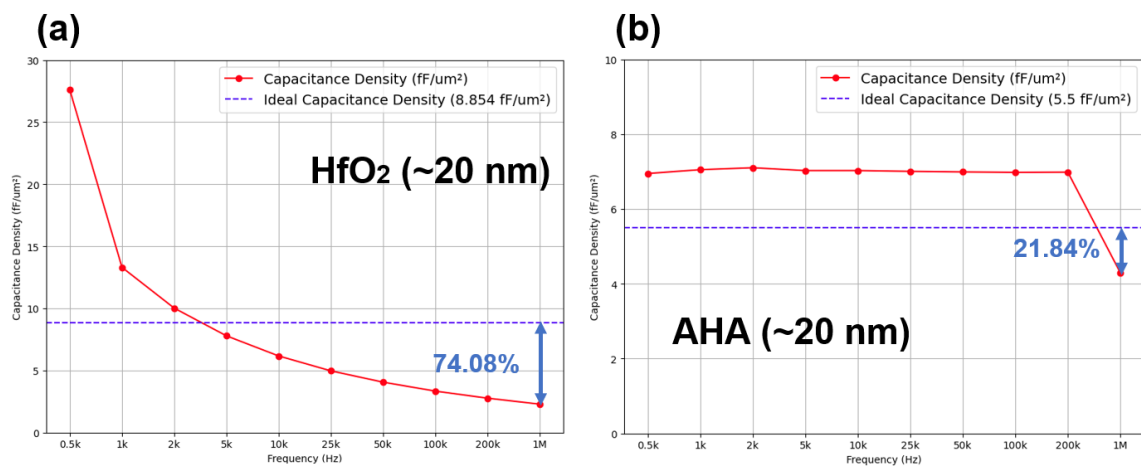 (a)
30
25
20
15
10
5
0
Capacitance Density (fF/um²)
Capacitance Density (fF/um²)
Ideal Capacitance Density (8.854 fF/um²)
HfO₂ (~20 nm)
74.08%
0.5k 1k 2k 5k 10k 25k 50k 100k 200k 1M
Frequency (Hz)
(b)
10
8
6
4
2
0
Capacitance Density (fF/um²)
Capacitance Density (fF/um²)
Ideal Capacitance Density (5.5 fF/um²)
21.84%
AHA (~20 nm)
0.5k 1k 2k 5k 10k 25k 50k 100k 200k 1M
Frequency (Hz)